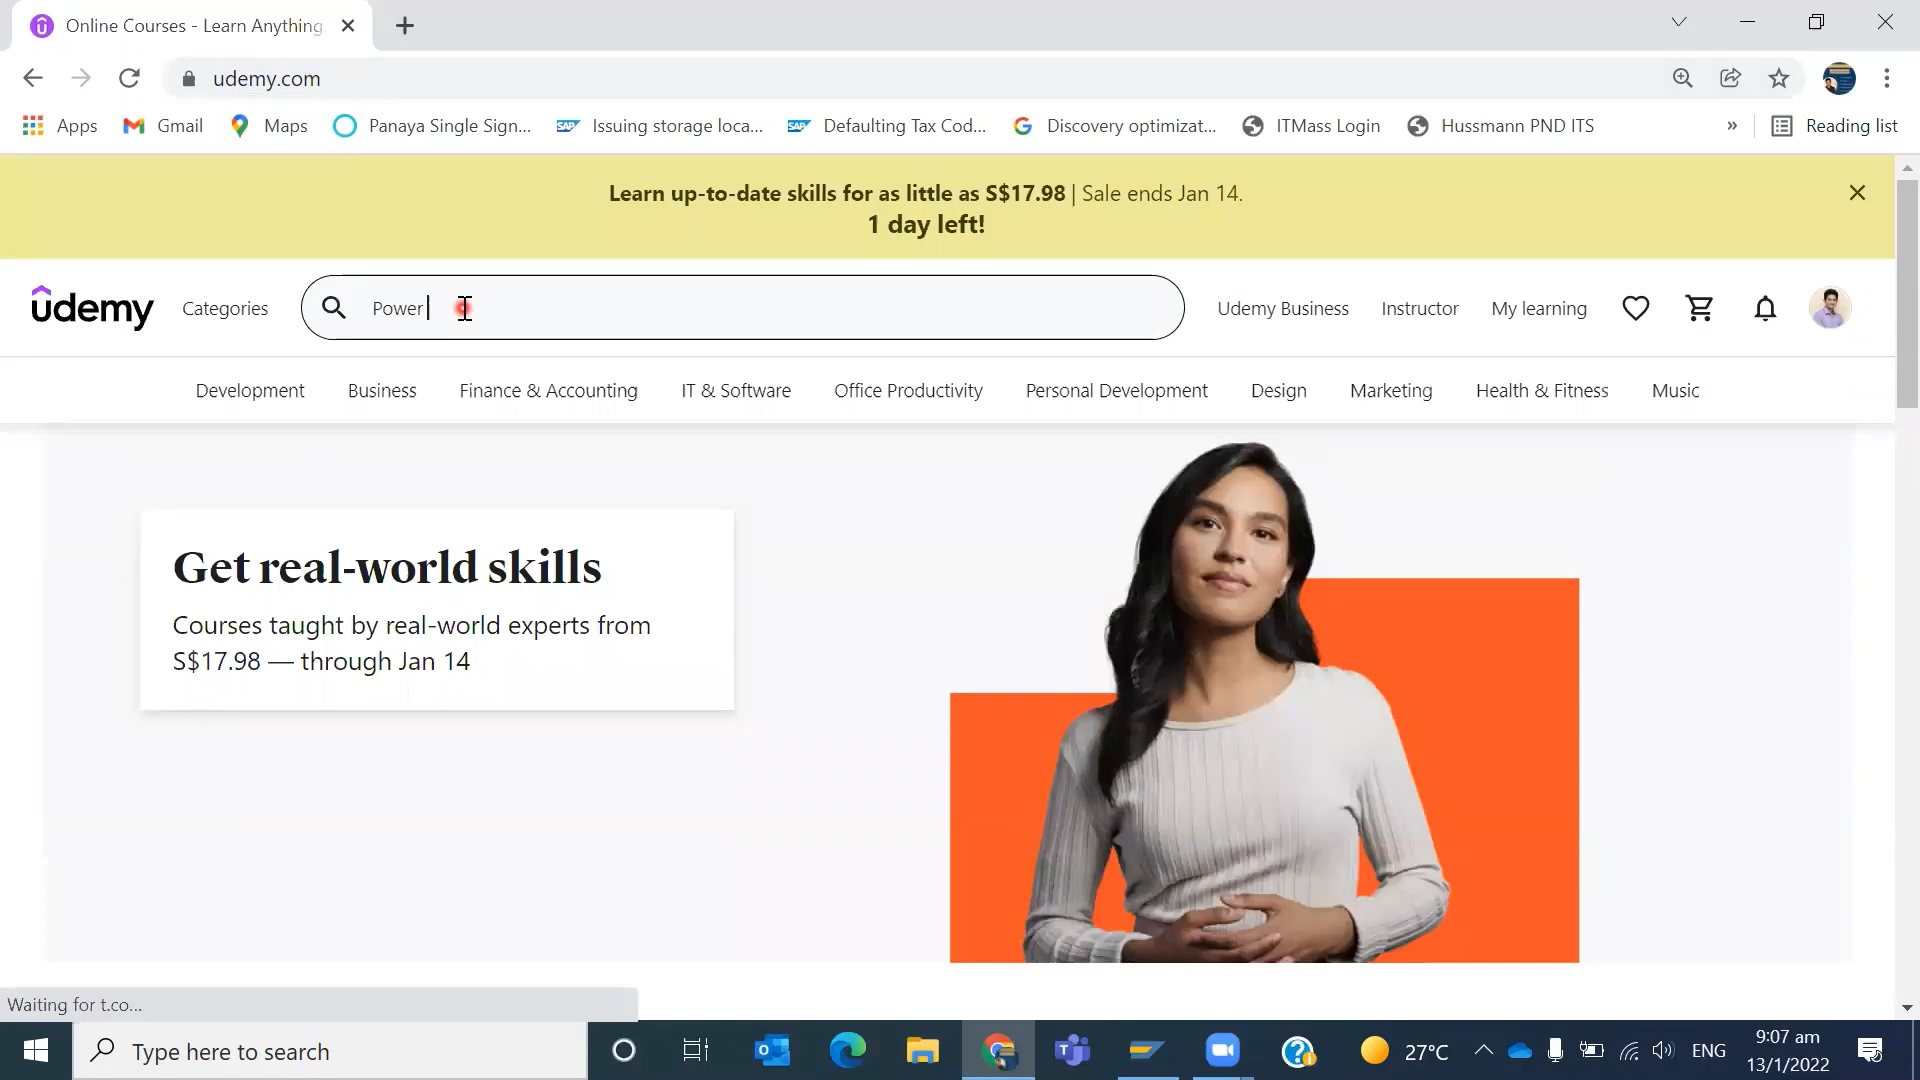 Online Courses - Learn Anything
udemy.com
Apps
Gmail
Maps
Panaya Single Sign...
Issuing storage loca...
Defaulting Tax Cod...
Discovery optimizat...
ITMass Login
Hussmann PND ITS
»
Reading list
Learn up-to-date skills for as little as S$17.98 | Sale ends Jan 14.
1 day left!
udemy
Categories
Power
Udemy Business
Instructor
My learning
Development
Business
Finance & Accounting
IT & Software
Office Productivity
Personal Development
Design
Marketing
Health & Fitness
Music
Get real-world skills
Courses taught by real-world experts from
S$17.98 — through Jan 14
Waiting for t.co...
Type here to search
27°C
ENG
9:07 am
13/1/2022